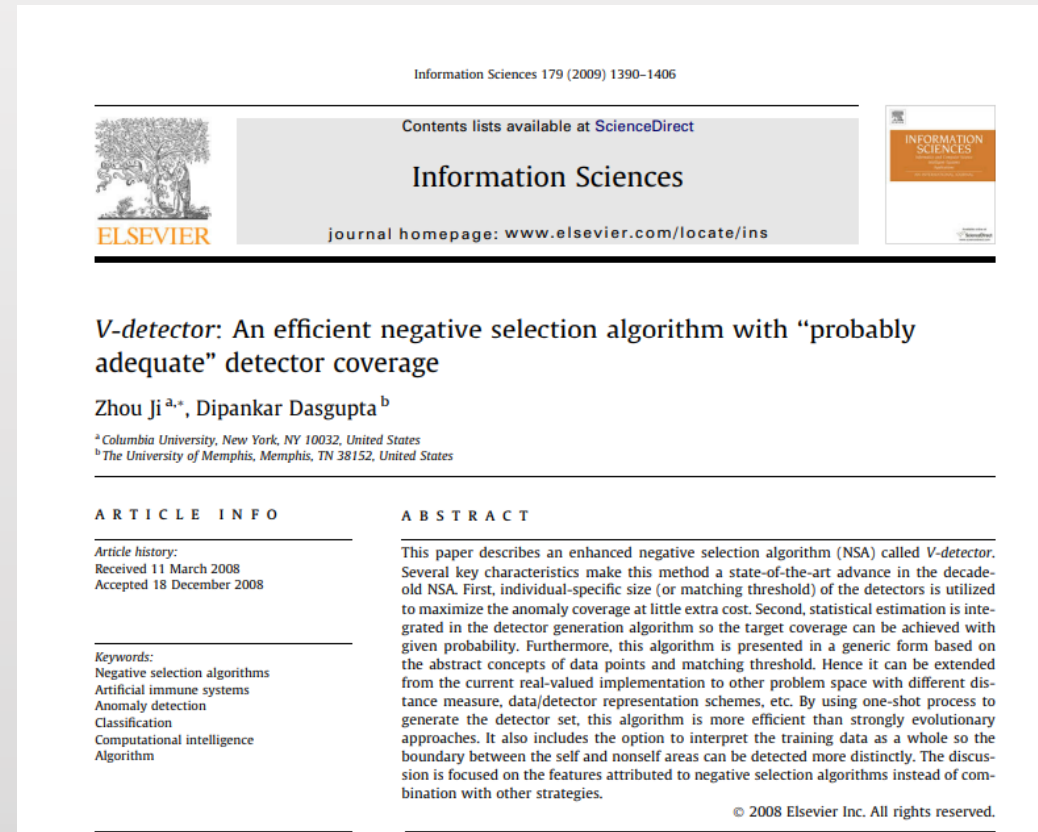 Information Sciences 179 (2009) 1390–1406
Contents lists available at ScienceDirect
Information Sciences
journal homepage: www.elsevier.com/locate/ins
ELSEVIER
INFORMATION
SCIENCES
V-detector: An efficient negative selection algorithm with “probably
adequate” detector coverage
Zhou Ji a,*, Dipankar Dasgupta b
a Columbia University, New York, NY 10032, United States
b The University of Memphis, Memphis, TN 38152, United States
ARTICLE INFO
Article history:
Received 11 March 2008
Accepted 18 December 2008
Keywords:
Negative selection algorithms
Artificial immune systems
Anomaly detection
Classification
Computational intelligence
Algorithm
ABSTRACT
This paper describes an enhanced negative selection algorithm (NSA) called V-detector.
Several key characteristics make this method a state-of-the-art advance in the decade-
old NSA. First, individual-specific size (or matching threshold) of the detectors is utilized
to maximize the anomaly coverage at little extra cost. Second, statistical estimation is inte-
grated in the detector generation algorithm so the target coverage can be achieved with
given probability. Furthermore, this algorithm is presented in a generic form based on
the abstract concepts of data points and matching threshold. Hence it can be extended
from the current real-valued implementation to other problem space with different dis-
tance measure, data/detector representation schemes, etc. By using one-shot process to
generate the detector set, this algorithm is more efficient than strongly evolutionary
approaches. It also includes the option to interpret the training data as a whole so the
boundary between the self and nonself areas can be detected more distinctly. The discus-
sion is focused on the features attributed to negative selection algorithms instead of com-
bination with other strategies.
© 2008 Elsevier Inc. All rights reserved.